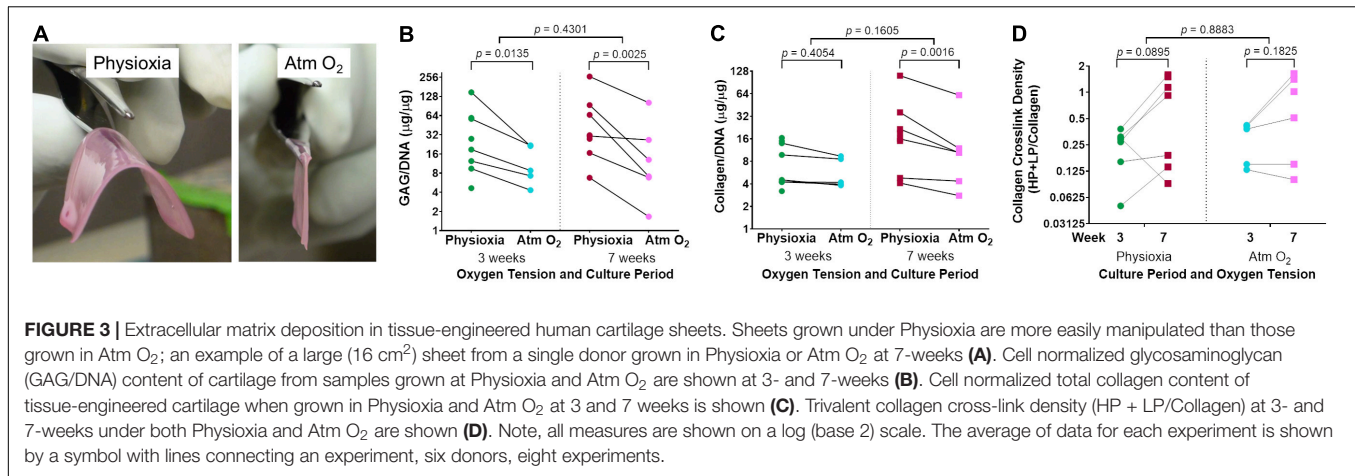 A
Physioxia
Atm O₂
B
p = 0.4301
p = 0.0135
p = 0.0025
GAG/DNA (µg/µg)
256
128
64
32
16
8
4
2
1
Physioxia Atm O₂ Physioxia Atm O₂
3 weeks 7 weeks
Oxygen Tension and Culture Period
C
p = 0.1605
p = 0.4054
p = 0.0016
Collagen/DNA (µg/µg)
128
64
32
16
8
4
2
1
Physioxia Atm O₂ Physioxia Atm O₂
3 weeks 7 weeks
Oxygen Tension and Culture Period
D
p = 0.8883
p = 0.0895
p = 0.1825
Collagen Crosslink Density
(HP+LP/Collagen)
2
1
0.5
0.25
0.125
0.0625
0.03125
Week 3 7 3 7
Physioxia Atm O₂
Culture Period and Oxygen Tension
FIGURE 3 | Extracellular matrix deposition in tissue-engineered human cartilage sheets. Sheets grown under Physioxia are more easily manipulated than those
grown in Atm O₂; an example of a large (16 cm²) sheet from a single donor grown in Physioxia or Atm O₂ at 7-weeks (A). Cell normalized glycosaminoglycan
(GAG/DNA) content of cartilage from samples grown at Physioxia and Atm O₂ are shown at 3- and 7-weeks (B). Cell normalized total collagen content of
tissue-engineered cartilage when grown in Physioxia and Atm O₂ at 3 and 7 weeks is shown (C). Trivalent collagen cross-link density (HP + LP/Collagen) at 3- and
7-weeks under both Physioxia and Atm O₂ are shown (D). Note, all measures are shown on a log (base 2) scale. The average of data for each experiment is shown
by a symbol with lines connecting an experiment, six donors, eight experiments.